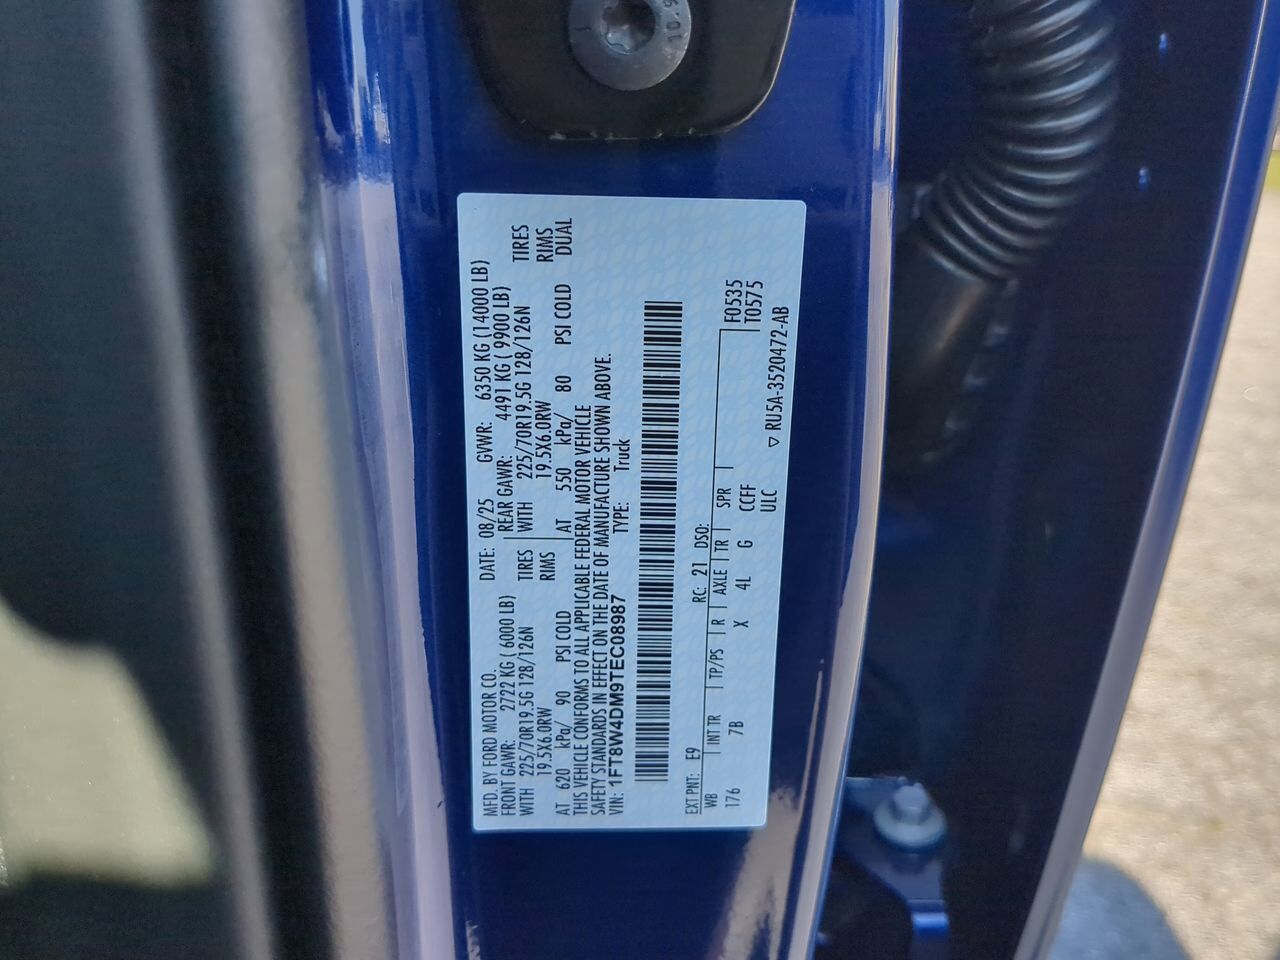 10.9
MFD. BY FORD MOTOR CO.
DATE: 08/25
GVWR: 6350 KG (14000 LB)
FRONT GAWR: 2722 KG ( 6000 LB)
REAR GAWR: 4491 KG ( 9900 LB)
WITH 225/70R19.5G 128/126N TIRES
WITH 225/70R19.5G 128/126N TIRES
19.5X6.0RW RIMS
19.5X6.0RW RIMS
AT 620 kPa/ 90 PSI COLD
AT 550 kPa/ 80 PSI COLD DUAL
THIS VEHICLE CONFORMS TO ALL APPLICABLE FEDERAL MOTOR VEHICLE
SAFETY STANDARDS IN EFFECT ON THE DATE OF MANUFACTURE SHOWN ABOVE.
VIN: 1FT8W4DM9TEC08987
TYPE: Truck
EXT PNT: E9 RC: 21 DSO:
WB INT TR TP/PS R AXLE TR SPR F0535
176 7B X 4L G CCFF T0575
ULC
▽ RU5A-3520472-AB